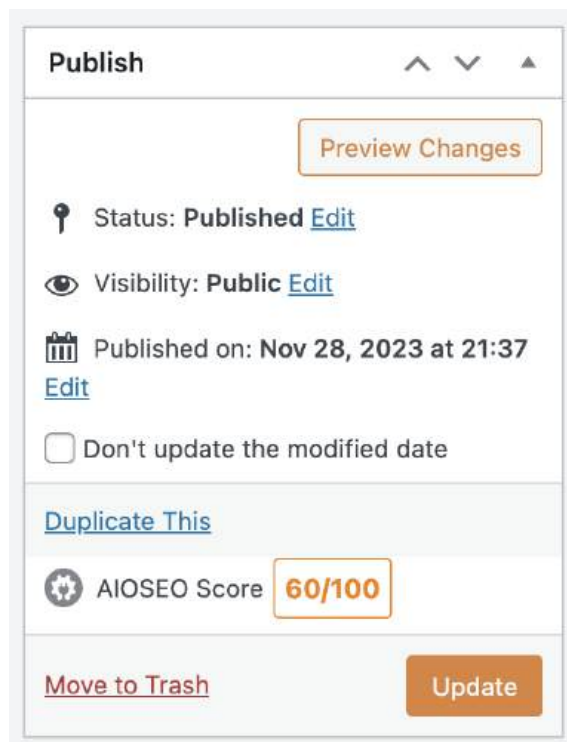 Publish
Preview Changes
Status: Published Edit
Visibility: Public Edit
Published on: Nov 28, 2023 at 21:37
Edit
Don't update the modified date
Duplicate This
AIOSEO Score 60/100
Move to Trash Update